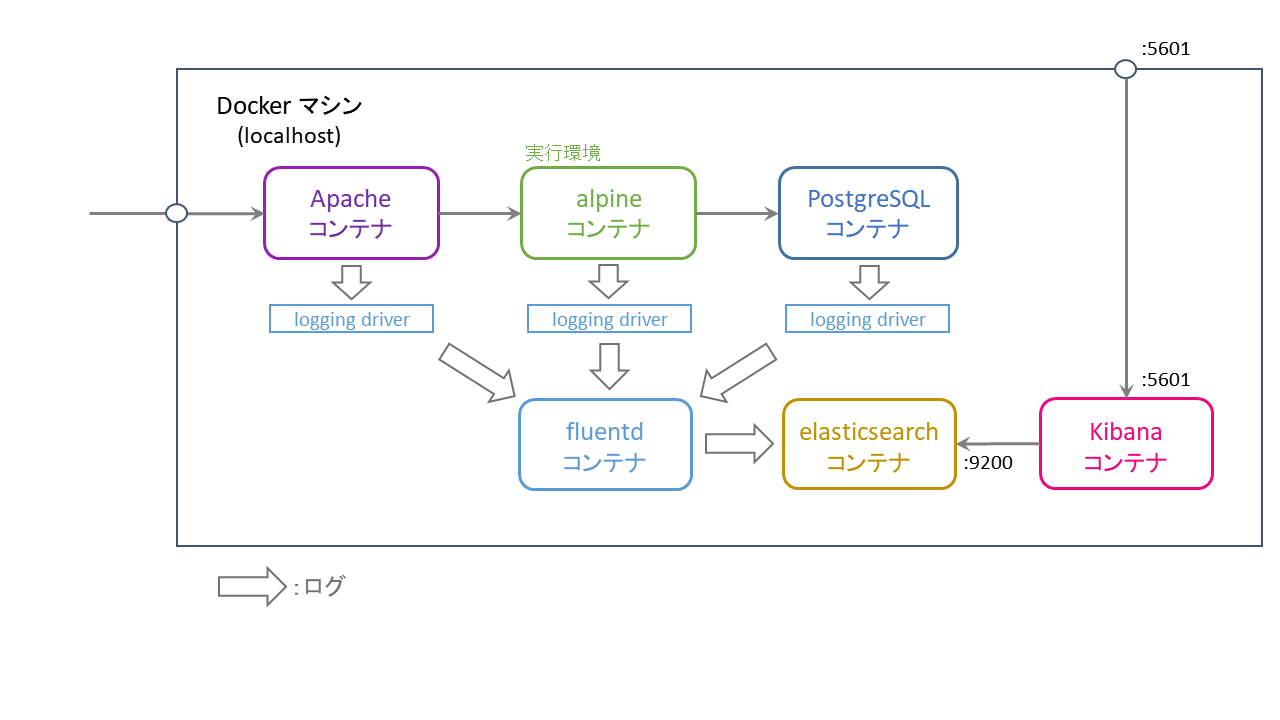 :5601
Docker マシン
(localhost)
実行環境
Apache
コンテナ
alpine
コンテナ
PostgreSQL
コンテナ
logging driver
logging driver
logging driver
:5601
fluentd
コンテナ
elasticsearch
コンテナ
:9200
Kibana
コンテナ
: ログ